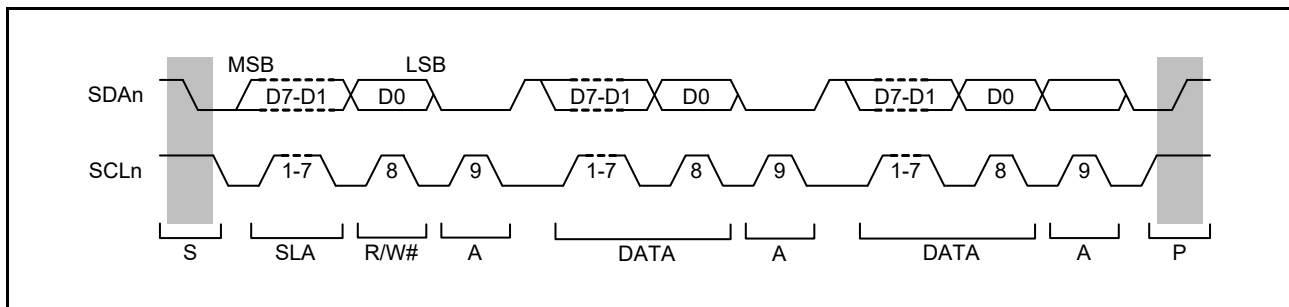 MSB LSB
SDAn D7-D1 D0 D7-D1 D0 D7-D1 D0
SCLn 1-7 8 9 1-7 8 9 1-7 8 9
S SLA R/W# A DATA A DATA A P